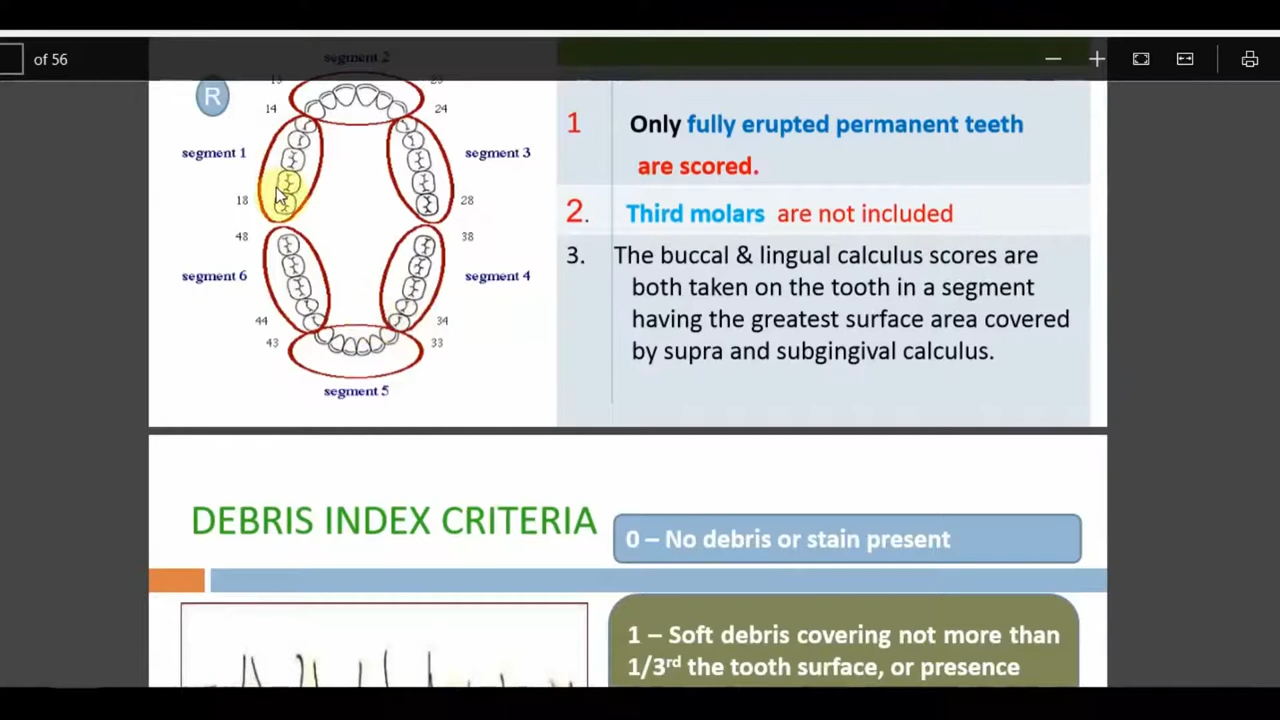 of 56
segment 2
13
23
R
14
24
segment 1
segment 3
18
28
48
38
segment 6
segment 4
44
34
43
33
segment 5
1 Only fully erupted permanent teeth
are scored.
2. Third molars are not included
3. The buccal & lingual calculus scores are
both taken on the tooth in a segment
having the greatest surface area covered
by supra and subgingival calculus.
DEBRIS INDEX CRITERIA
0 – No debris or stain present
1 – Soft debris covering not more than
1/3rd the tooth surface, or presence